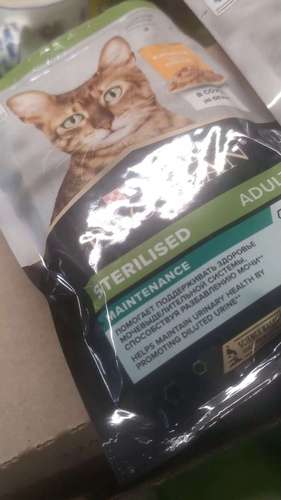 В СОУСЕ
STERILISED
ADULT
MAINTENANCE
ПОМОГАЕТ ПОДДЕРЖИВАТЬ ЗДОРОВЬЕ
МОЧЕВЫДЕЛИТЕЛЬНОЙ СИСТЕМЫ,
СПОСОБСТВУЯ РАЗБАВЛЕНИЮ МОЧИ**
HELPS MAINTAIN URINARY HEALTH BY
PROMOTING DILUTED URINE**
SCIENCE